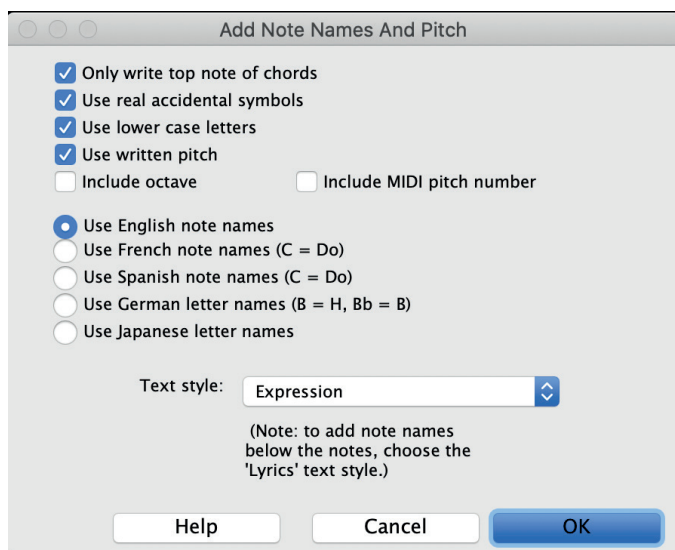 Add Note Names And Pitch
Only write top note of chords
Use real accidental symbols
Use lower case letters
Use written pitch
Include octave Include MIDI pitch number
Use English note names
Use French note names (C = Do)
Use Spanish note names (C = Do)
Use German letter names (B = H, Bb = B)
Use Japanese letter names
Text style: Expression
(Note: to add note names
below the notes, choose the
'Lyrics' text style.)
Help Cancel OK